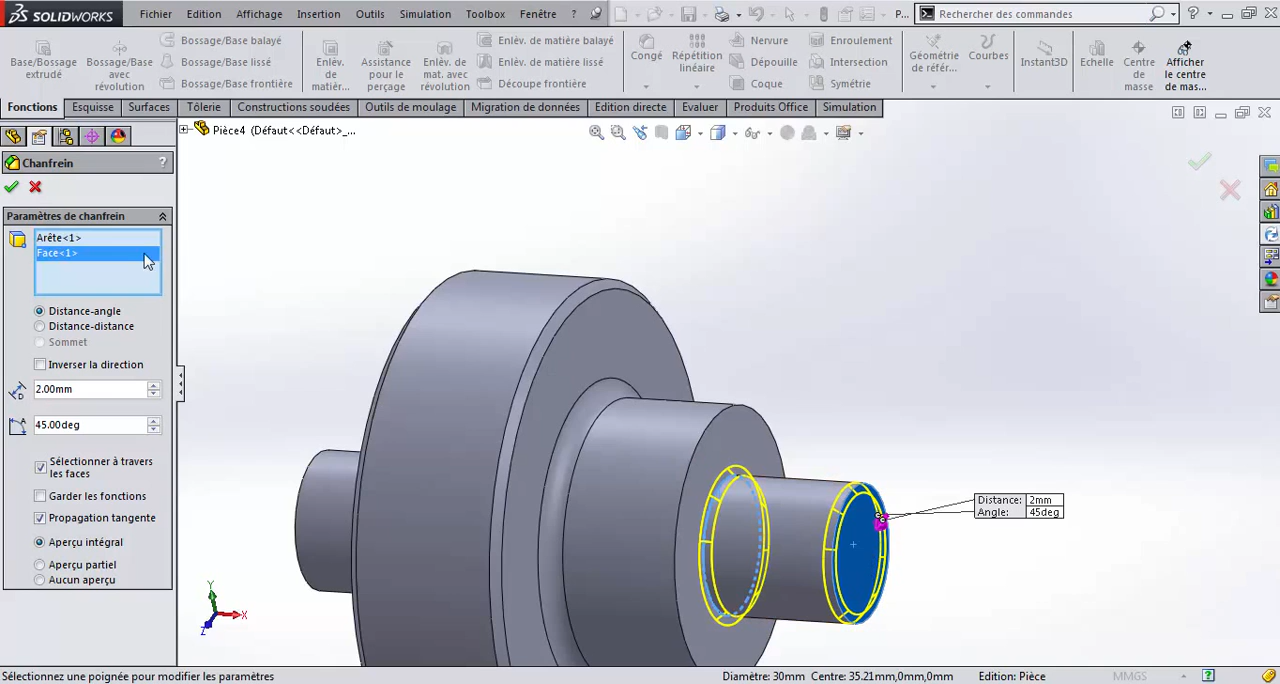 SOLIDWORKS
Fichier Edition Affichage Insertion Outils Simulation Toolbox Fenêtre ?
P...
Rechercher des commandes
?
Base/Bossage extrudé
Bossage/Base avec révolution
Bossage/Base balayé
Bossage/Base lissé
Bossage/Base frontière
Enlèv. de matièr...
Assistance pour le perçage
Enlèv. de mat. avec révolution
Enlèv. de matière balayé
Enlèv. de matière lissé
Découpe frontière
Congé
Répétition linéaire
Nervure
Dépouille
Coque
Enroulement
Intersection
Symétrie
Géométrie de référ...
Courbes
Instant3D
Echelle
Centre de masse
Afficher le centre de mas...
Fonctions Esquisse Surfaces Tôlerie Constructions soudées Outils de moulage Migration de données Edition directe Evaluer Produits Office Simulation
Pièce4 (Défaut<<Défaut>_...
Chanfrein ?
Paramètres de chanfrein
Arête<1>
Face<1>
Distance-angle
Distance-distance
Sommet
Inverser la direction
D
2.00mm
A
45.00deg
Sélectionner à travers
les faces
Garder les fonctions
Propagation tangente
Aperçu intégral
Aperçu partiel
Aucun aperçu
Distance: 2mm
Angle: 45deg
Y
X
Z
Sélectionnez une poignée pour modifier les paramètres
Diamètre: 30mm Centre: 35.21mm,0mm,0mm
Edition: Pièce
MMGS
?